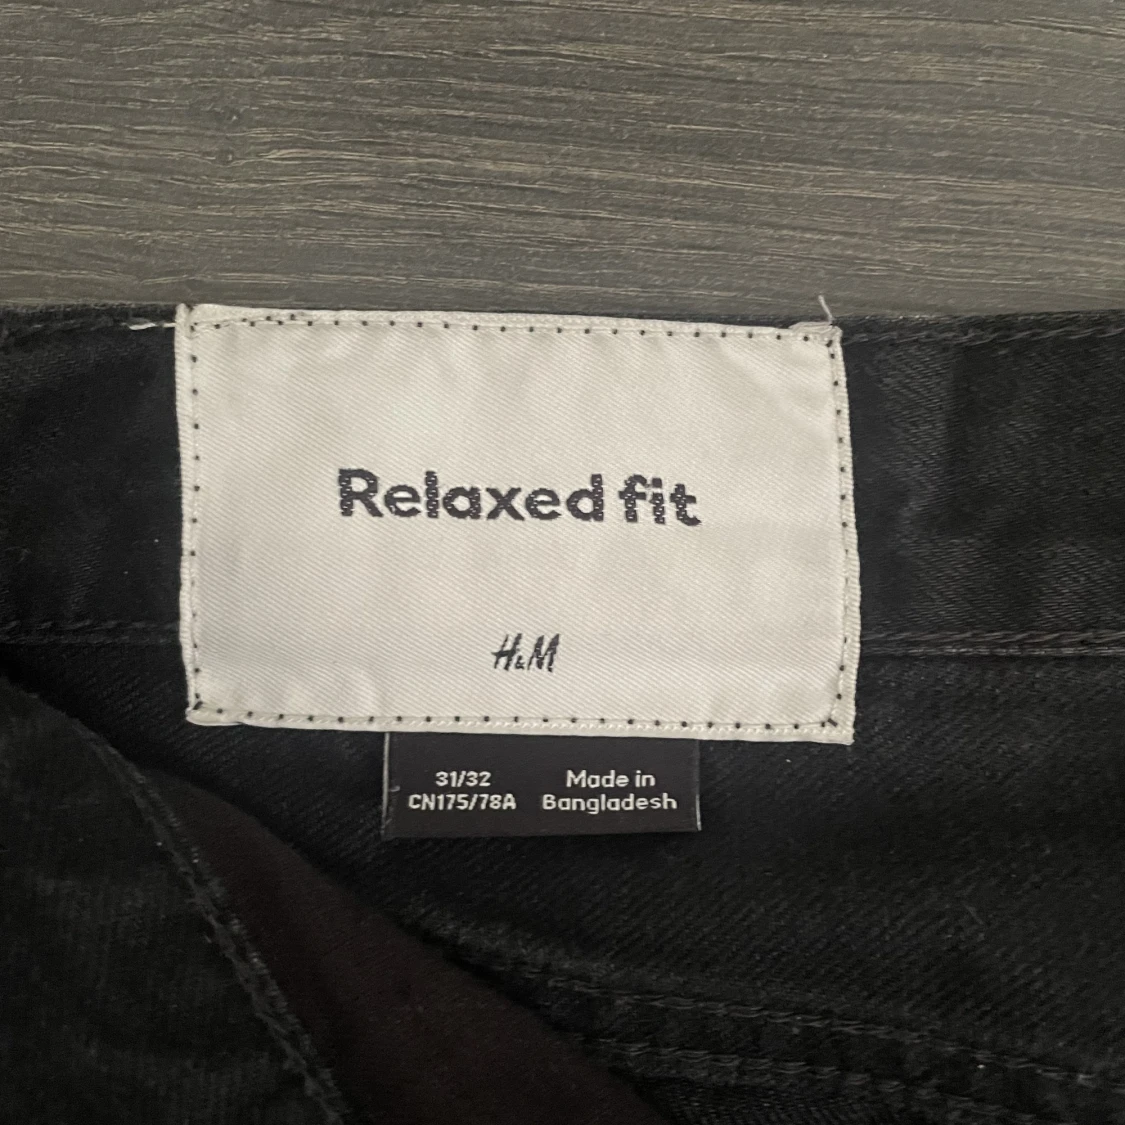 Relaxed fit
H&M
31/32
CN175/78A
Made in
Bangladesh